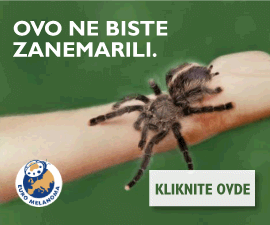 OVO NE BISTE
ZANEMARILI.
EURO MELANOMA
KLIKNITE OVDE